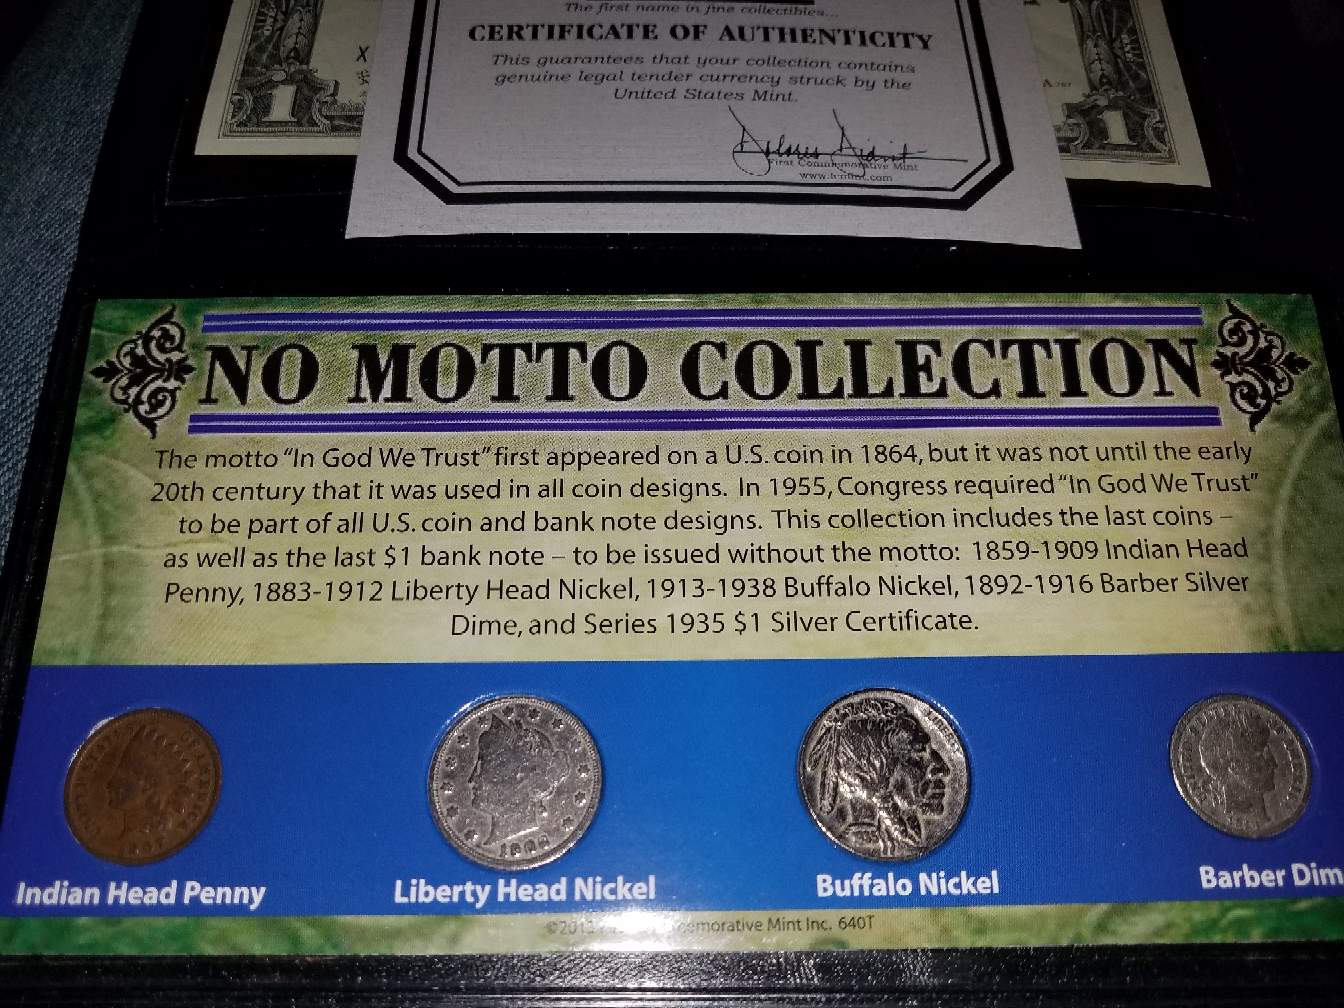 The first name in fine collectibles...
CERTIFICATE OF AUTHENTICITY
This guarantees that your collection contains
genuine legal tender currency struck by the
United States Mint.
First Commemorative Mint
1
1
X
NO MOTTO COLLECTION
The motto "In God We Trust" first appeared on a U.S. coin in 1864, but it was not until the early
20th century that it was used in all coin designs. In 1955, Congress required "In God We Trust"
to be part of all U.S. coin and bank note designs. This collection includes the last coins –
as well as the last $1 bank note – to be issued without the motto: 1859-1909 Indian Head
Penny, 1883-1912 Liberty Head Nickel, 1913-1938 Buffalo Nickel, 1892-1916 Barber Silver
Dime, and Series 1935 $1 Silver Certificate.
LIBERTY
Indian Head Penny
Liberty Head Nickel
Buffalo Nickel
Barber Dim
emorative Mint Inc. 640T